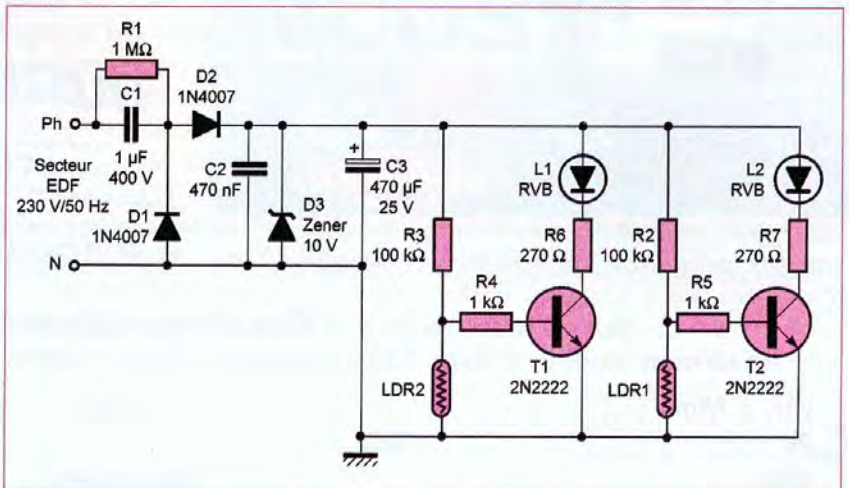 R1
1 MΩ
C1
1 µF
400 V
D2
1N4007
Ph
Secteur
EDF
230 V/50 Hz
D1
1N4007
N
C2
470 nF
D3
Zener
10 V
+
C3
470 µF
25 V
R3
100 kΩ
R4
1 kΩ
LDR2
L1
RVB
R6
270 Ω
T1
2N2222
R2
100 kΩ
R5
1 kΩ
LDR1
L2
RVB
R7
270 Ω
T2
2N2222